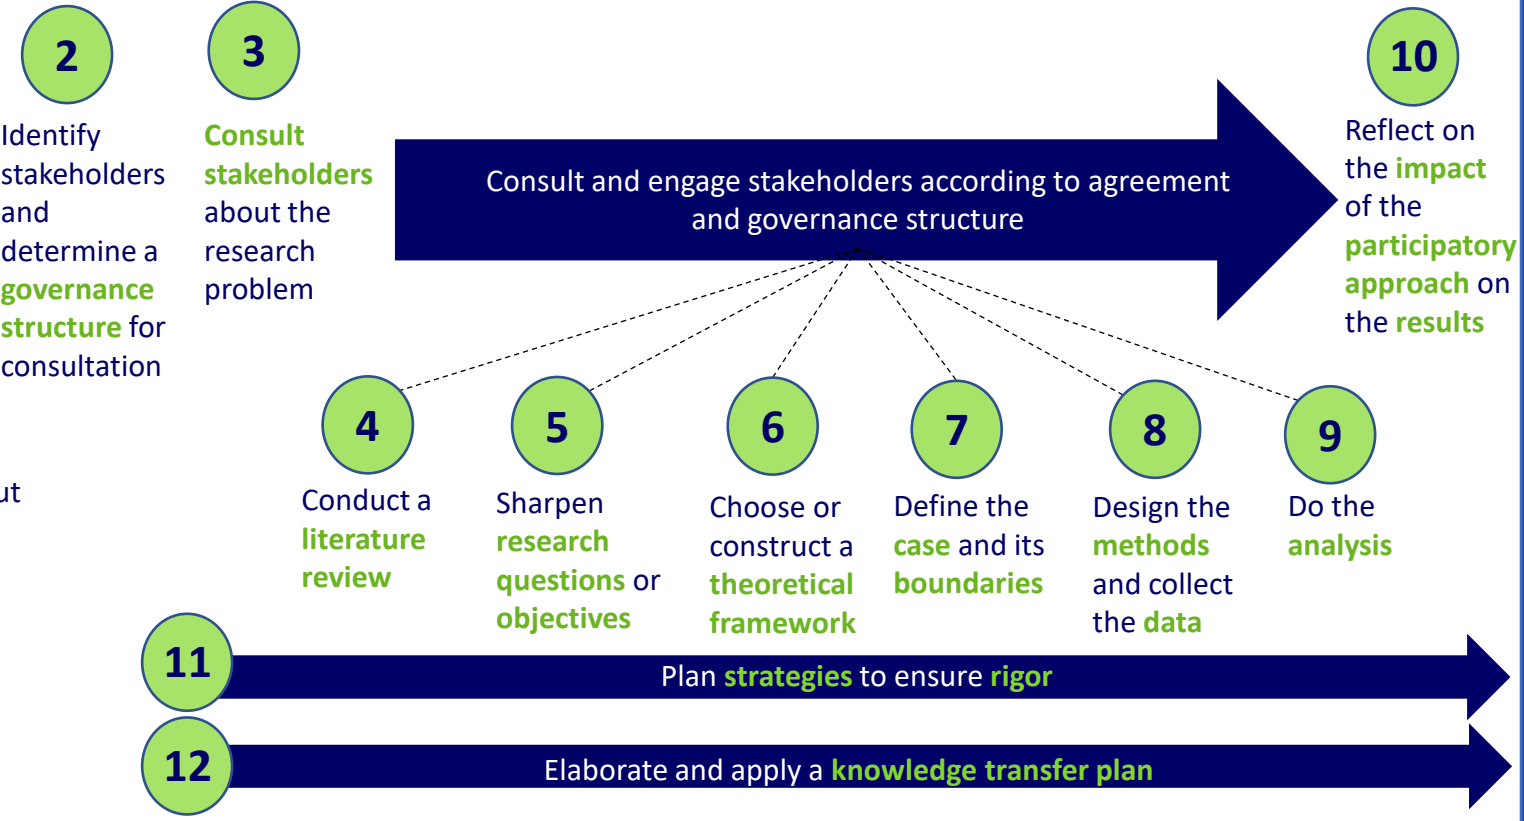 2
Identify
stakeholders
and
determine a
governance
structure for
consultation
3
Consult
stakeholders
about the
research
problem
Consult and engage stakeholders according to agreement
and governance structure
10
Reflect on
the impact
of the
participatory
approach on
the results
4
Conduct a
literature
review
5
Sharpen
research
questions or
objectives
6
Choose or
construct a
theoretical
framework
7
Define the
case and its
boundaries
8
Design the
methods
and collect
the data
9
Do the
analysis
11
Plan strategies to ensure rigor
12
Elaborate and apply a knowledge transfer plan